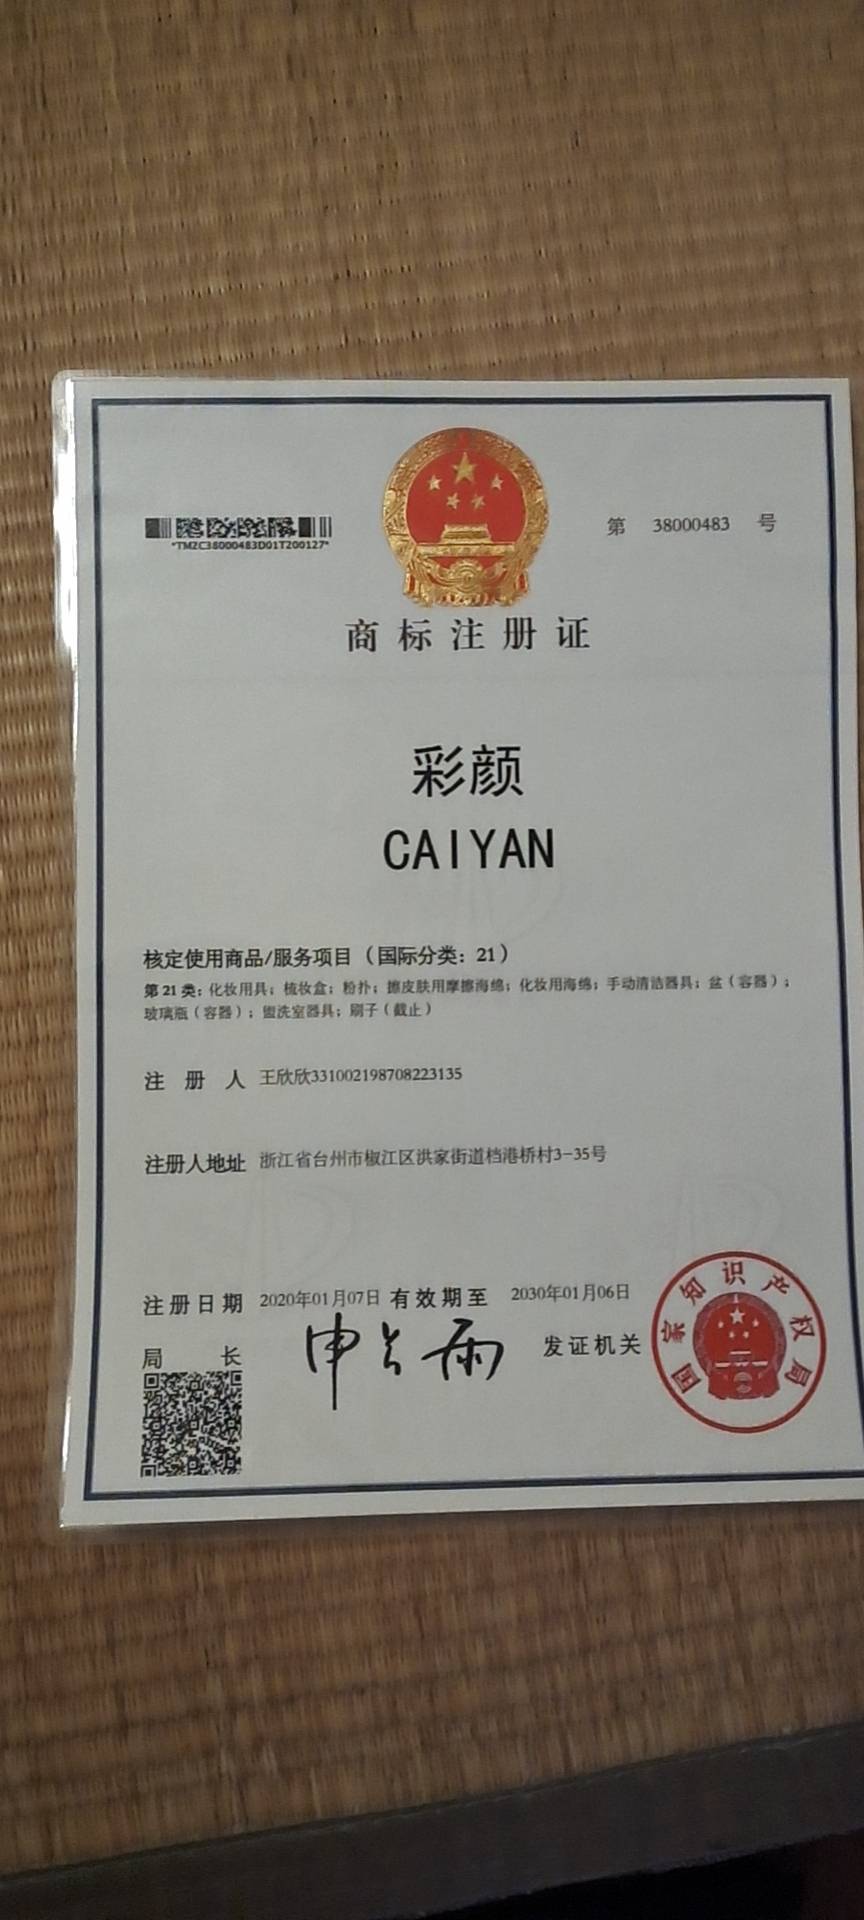 第 38000483 号
*TMZC38000483D01T200127*
商标注册证
彩颜
CAIYAN
核定使用商品/服务项目（国际分类：21）
第 21 类：化妆用具；梳妆盒；粉扑；擦皮肤用摩擦海绵；化妆用海绵；手动清洁器具；盆（容器）；
玻璃瓶（容器）；盥洗室器具；刷子（截止）
注册人 王欣欣331002198708223135
注册人地址 浙江省台州市椒江区洪家街道档港桥村3-35号
注册日期 2020年01月07日 有效期至 2030年01月06日
局长 申长雨 发证机关
国家知识产权局